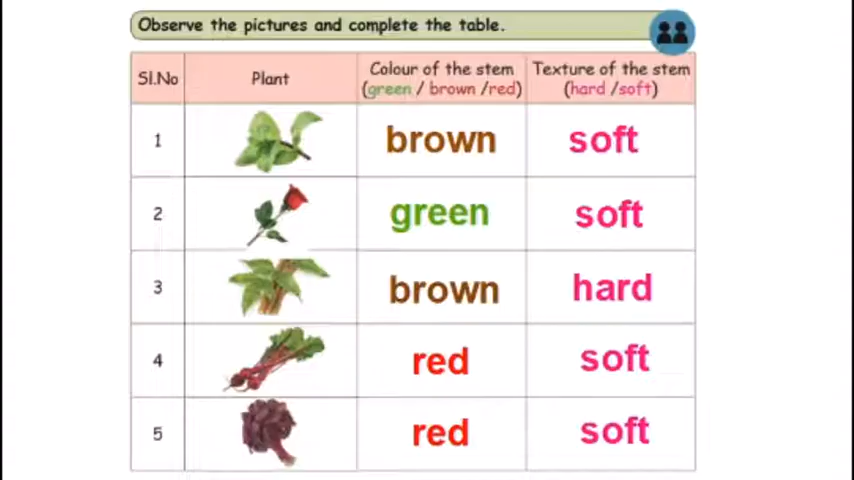 Observe the pictures and complete the table.
Sl.No Plant Colour of the stem (green / brown /red) Texture of the stem (hard /soft)
1 brown soft
2 green soft
3 brown hard
4 red soft
5 red soft